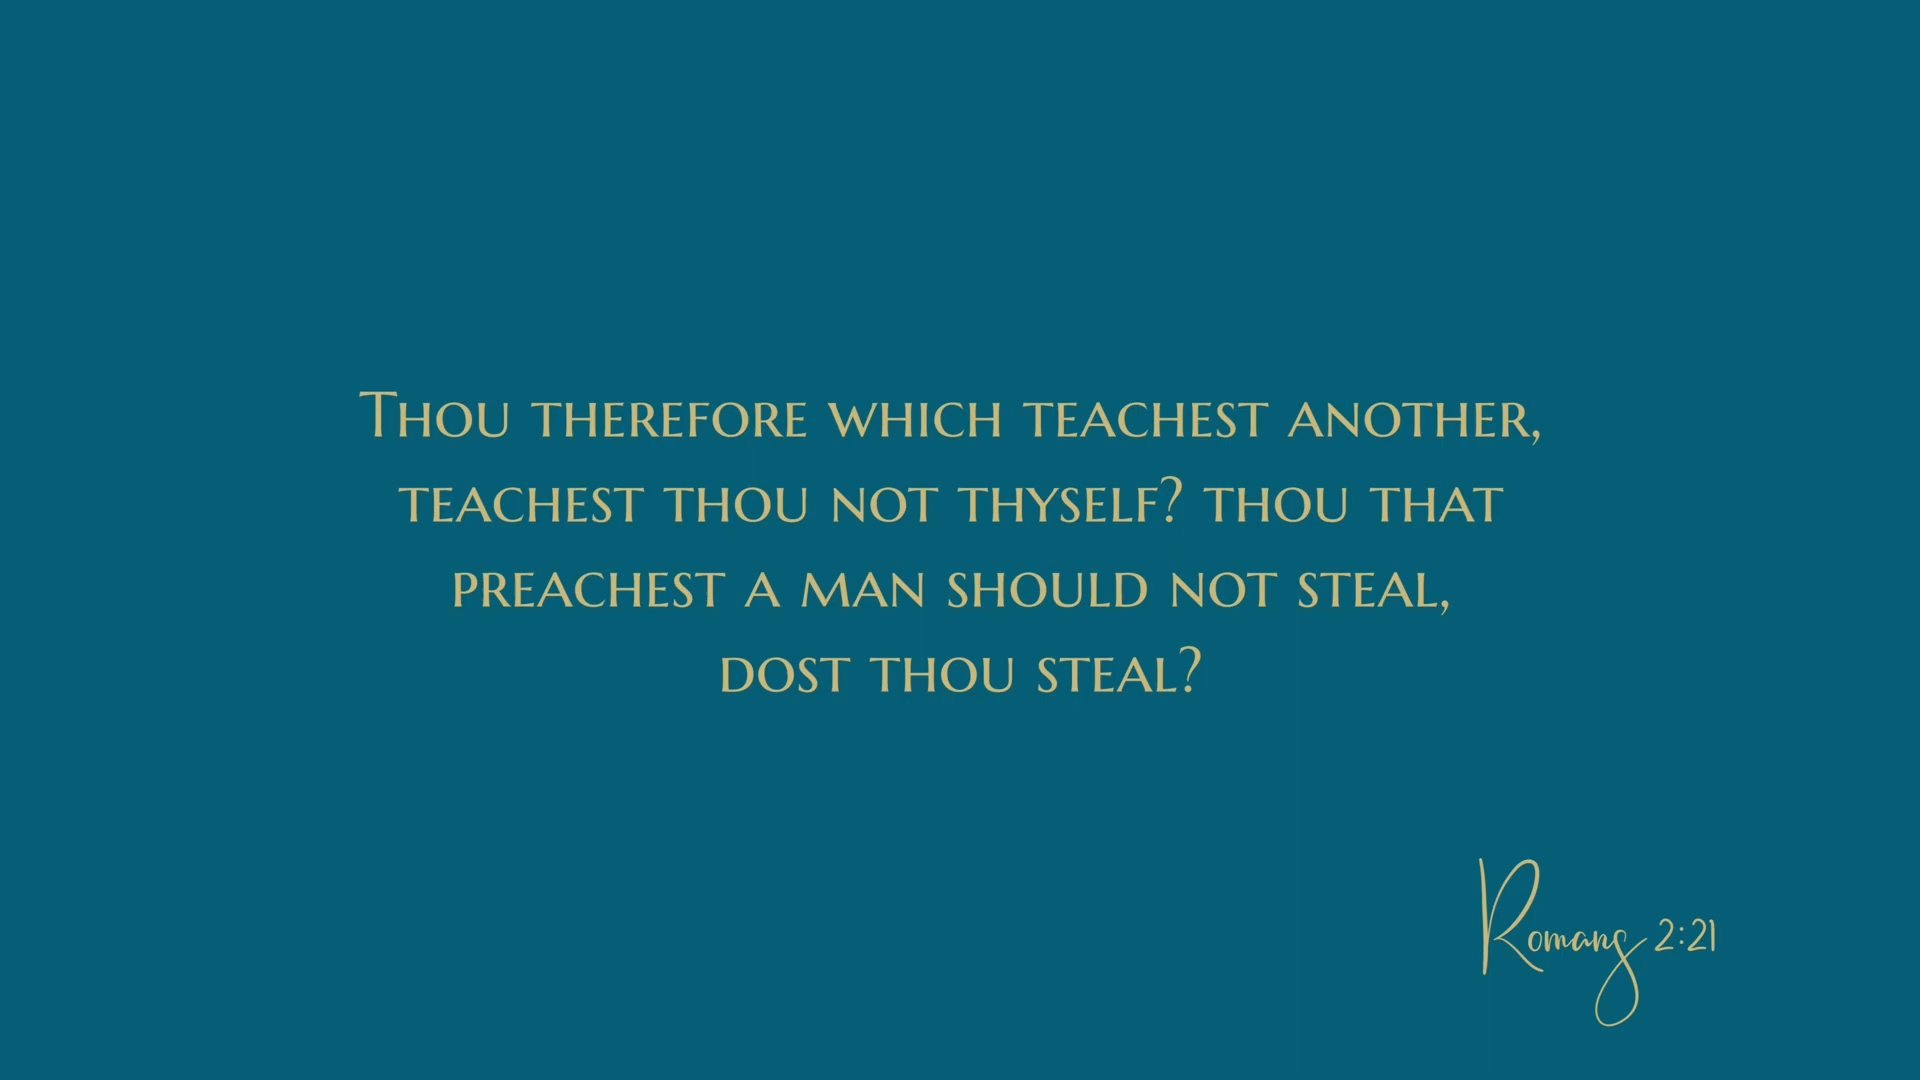 Thou therefore which teachest another,
teachest thou not thyself? thou that
preachest a man should not steal,
dost thou steal?
Romans 2:21